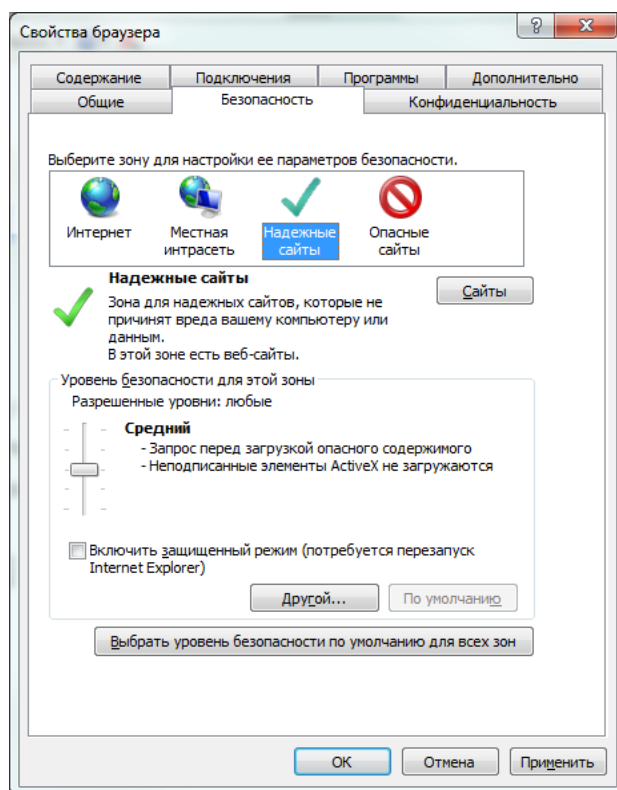 Свойства браузера
Содержание Подключения Программы Дополнительно
Общие Безопасность Конфиденциальность
Выберите зону для настройки ее параметров безопасности.
Интернет Местная интрасеть Надежные сайты Опасные сайты
Надежные сайты
Сайты
Зона для надежных сайтов, которые не
причинят вреда вашему компьютеру или
данным.
В этой зоне есть веб-сайты.
Уровень безопасности для этой зоны
Разрешенные уровни: любые
Средний
- Запрос перед загрузкой опасного содержимого
- Неподписанные элементы ActiveX не загружаются
Включить защищенный режим (потребуется перезапуск
Internet Explorer)
Другой... По умолчанию
Выбрать уровень безопасности по умолчанию для всех зон
ОК Отмена Применить